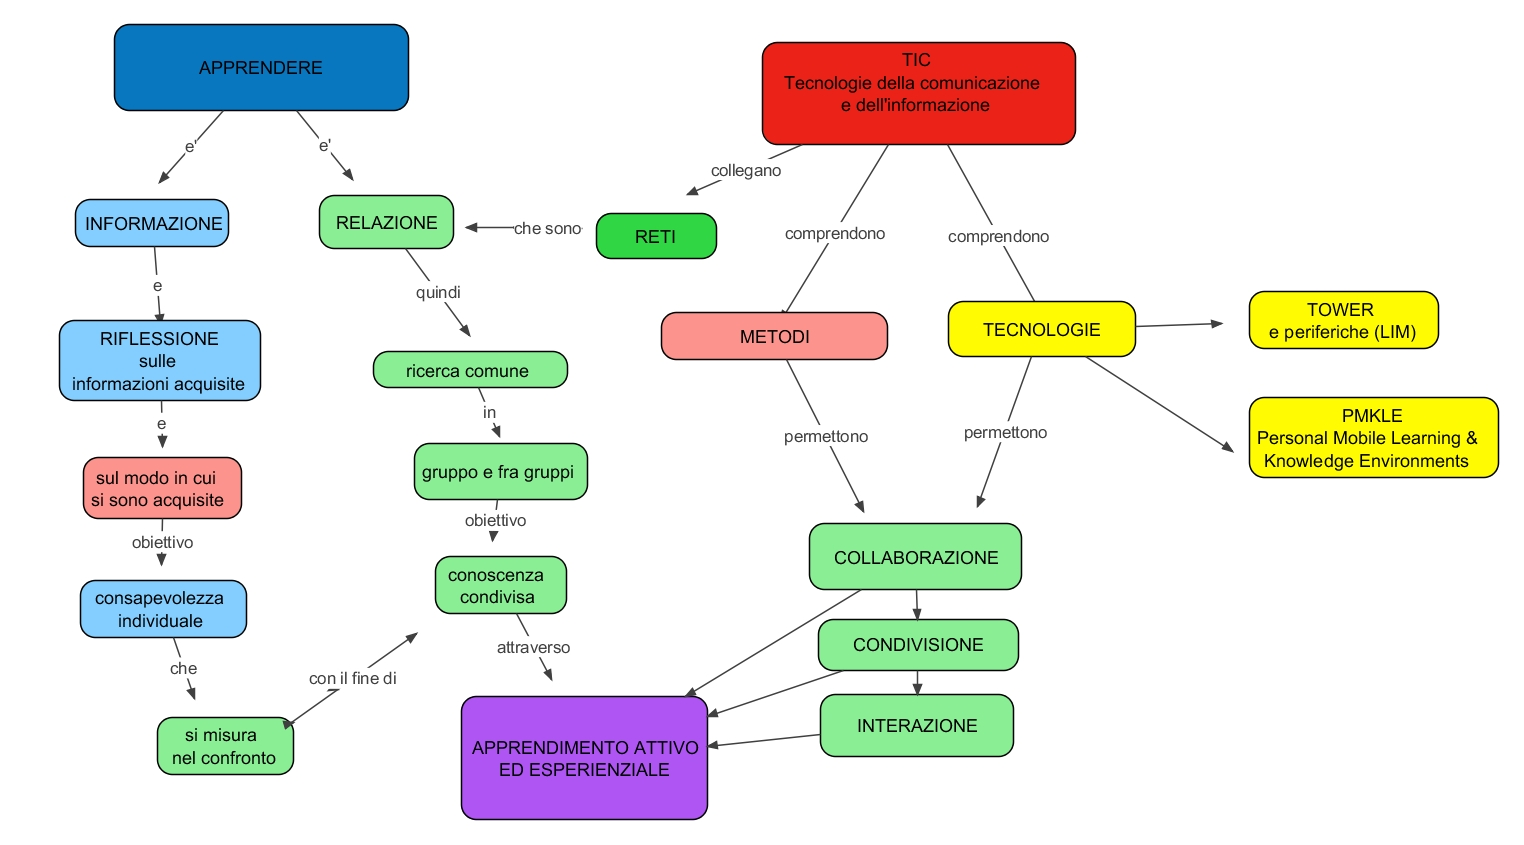 APPRENDERE
e'
e'
INFORMAZIONE
e
RIFLESSIONE
sulle
informazioni acquisite
e
sul modo in cui
si sono acquisite
obiettivo
consapevolezza
individuale
che
si misura
nel confronto
con il fine di
RELAZIONE
quindi
ricerca comune
in
gruppo e fra gruppi
obiettivo
conoscenza
condivisa
attraverso
APPRENDIMENTO ATTIVO
ED ESPERIENZIALE
TIC
Tecnologie della comunicazione
e dell'informazione
collegano
RETI
che sono
comprendono
METODI
permettono
comprendono
TECNOLOGIE
permettono
TOWER
e periferiche (LIM)
PMKLE
Personal Mobile Learning &
Knowledge Environments
COLLABORAZIONE
CONDIVISIONE
INTERAZIONE